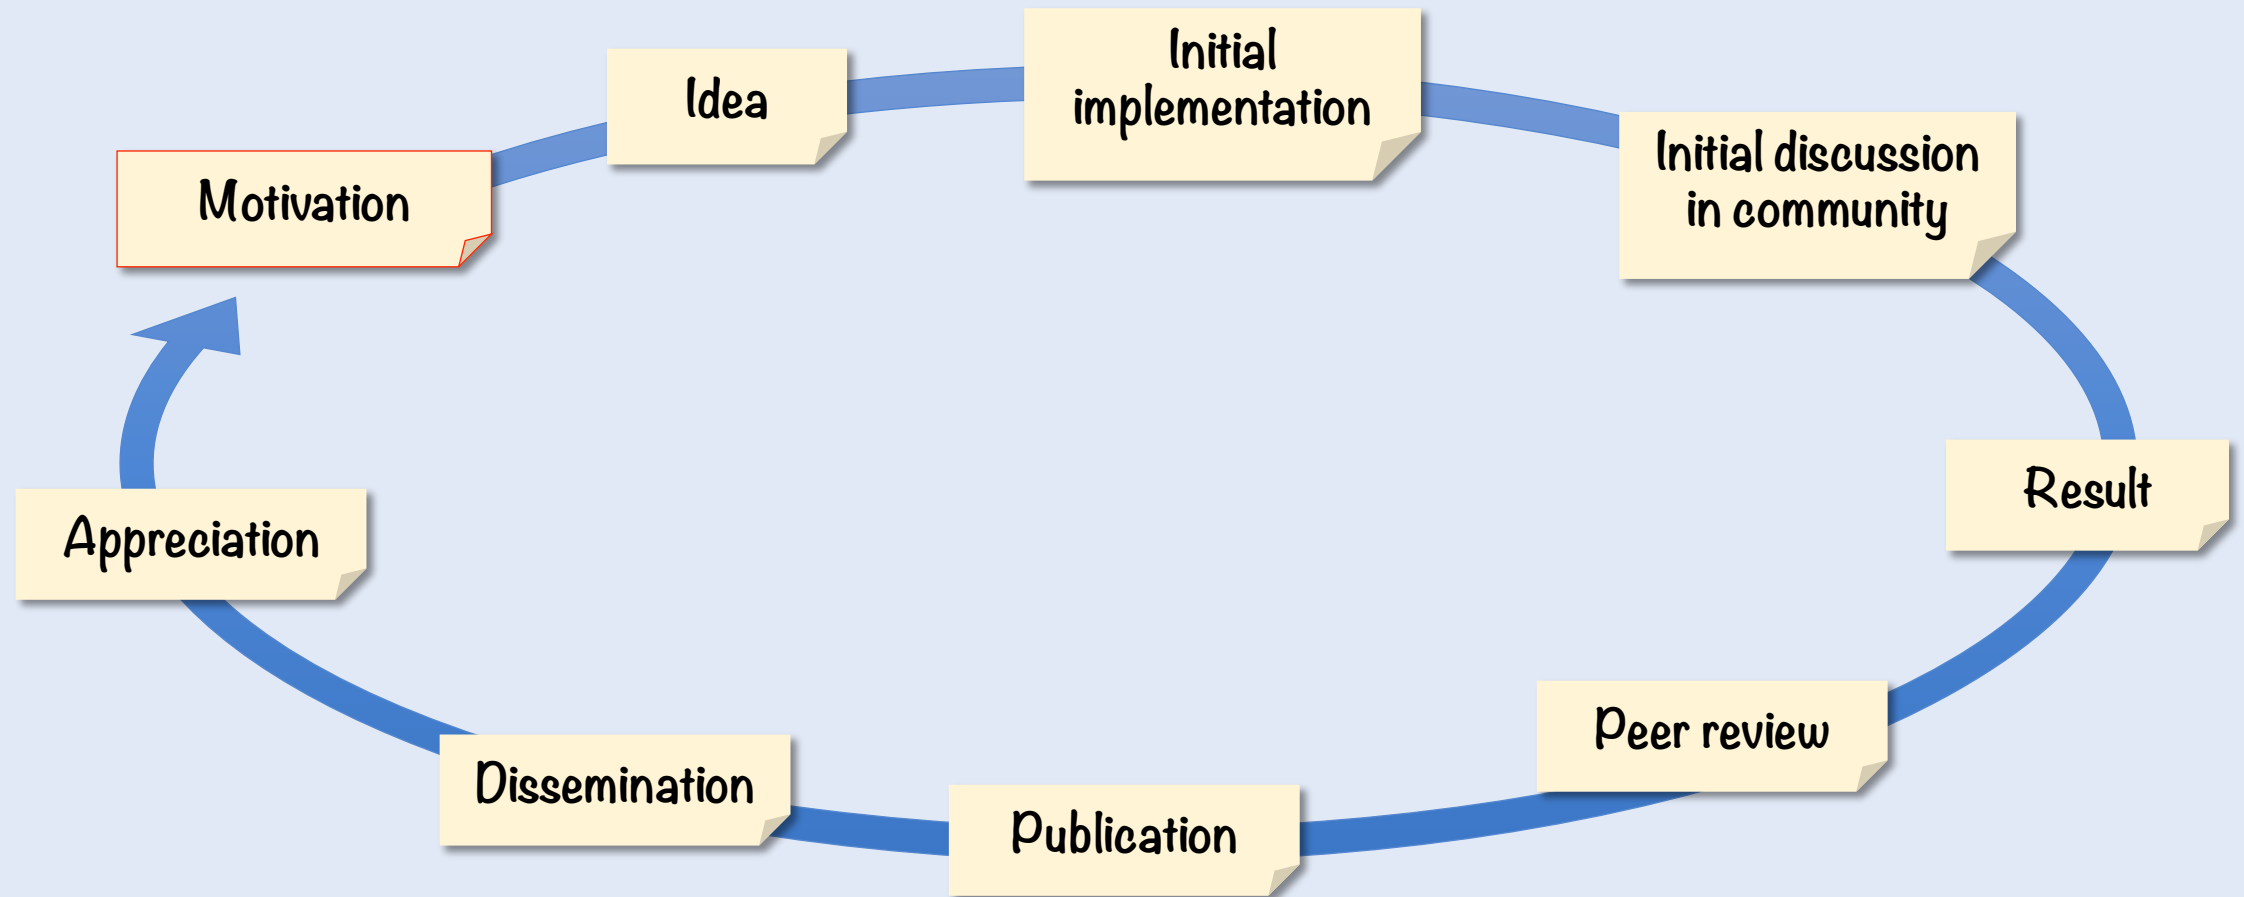 Motivation
Idea
Initial
implementation
Initial discussion
in community
Result
Peer review
Publication
Dissemination
Appreciation